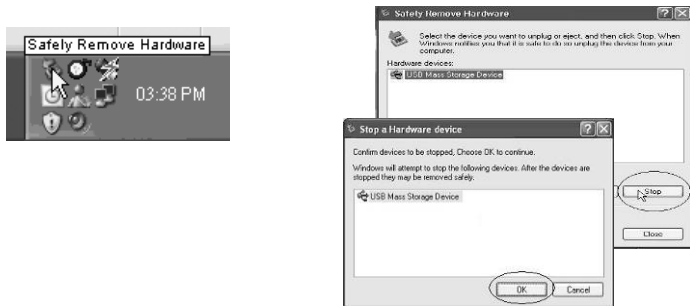 Safely Remove Hardware
03:38 PM
Safely Remove Hardware
Select the device you want to unplug or eject, and then click Stop. When
Windows notifies you that it is safe to do so unplug the device from your
computer.
Hardware devices:
USB Mass Storage Device
Stop
Close
Stop a Hardware device
Confirm devices to be stopped, Choose OK to continue.
Windows will attempt to stop the following devices. After the devices are
stopped they may be removed safely.
USB Mass Storage Device
OK
Cancel